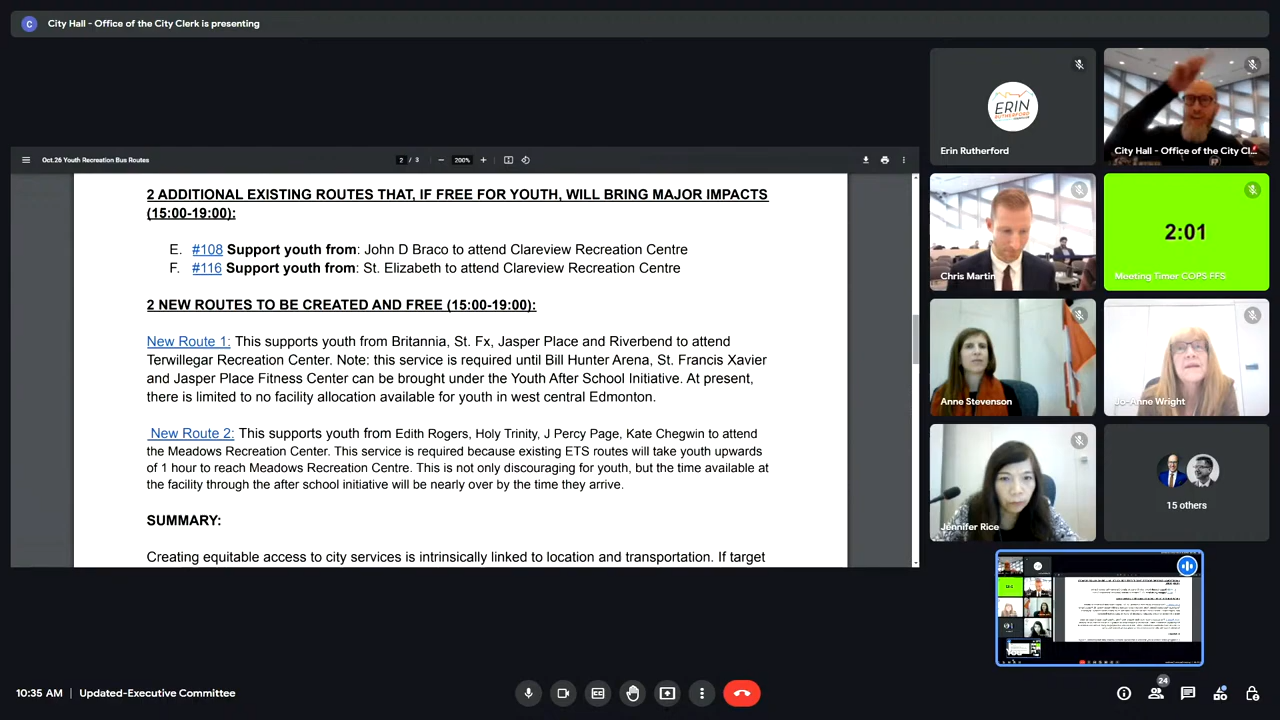 C City Hall - Office of the City Clerk is presenting
Oct.26 Youth Recreation Bus Routes
2 / 3
200%
2 ADDITIONAL EXISTING ROUTES THAT, IF FREE FOR YOUTH, WILL BRING MAJOR IMPACTS
(15:00-19:00):
E. #108 Support youth from: John D Braco to attend Clareview Recreation Centre
F. #116 Support youth from: St. Elizabeth to attend Clareview Recreation Centre
2 NEW ROUTES TO BE CREATED AND FREE (15:00-19:00):
New Route 1: This supports youth from Britannia, St. Fx, Jasper Place and Riverbend to attend
Terwillegar Recreation Center. Note: this service is required until Bill Hunter Arena, St. Francis Xavier
and Jasper Place Fitness Center can be brought under the Youth After School Initiative. At present,
there is limited to no facility allocation available for youth in west central Edmonton.
New Route 2: This supports youth from Edith Rogers, Holy Trinity, J Percy Page, Kate Chegwin to attend
the Meadows Recreation Center. This service is required because existing ETS routes will take youth upwards
of 1 hour to reach Meadows Recreation Centre. This is not only discouraging for youth, but the time available at
the facility through the after school initiative will be nearly over by the time they arrive.
SUMMARY:
Creating equitable access to city services is intrinsically linked to location and transportation. If target
ERIN
RUTHERFORD
Erin Rutherford
City Hall - Office of the City Cl...
Chris Martin
2:01
Meeting Timer COPS FFS
Anne Stevenson
Jo-Anne Wright
Jennifer Rice
15 others
10:35 AM | Updated-Executive Committee
24